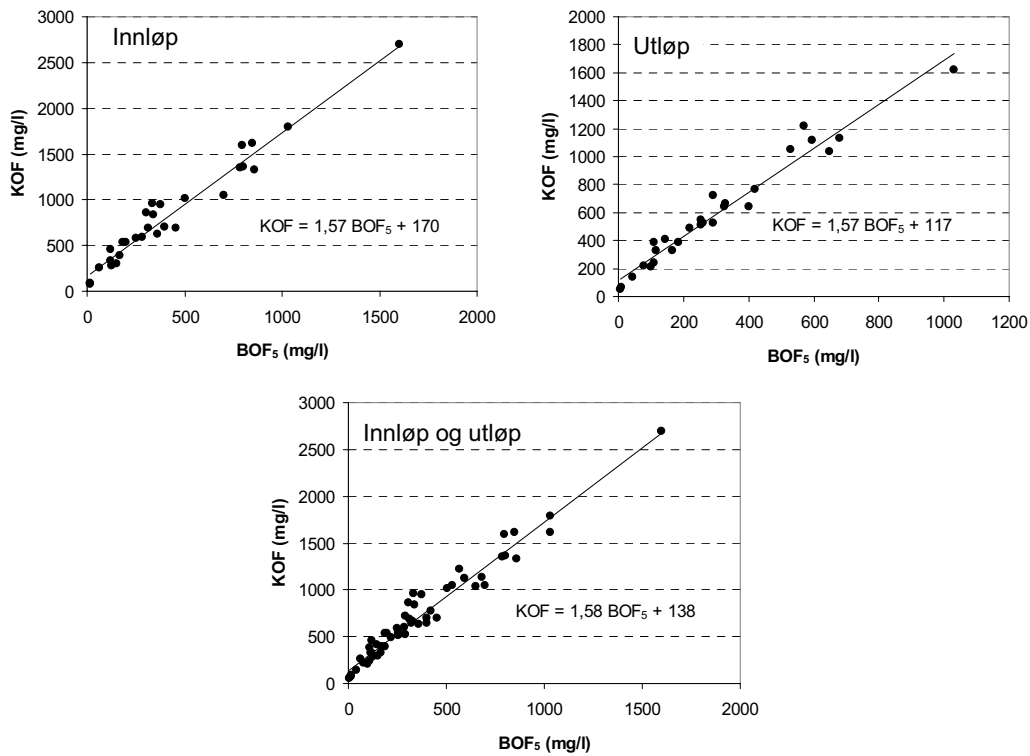 Innløp
3000
2500
2000
1500
1000
500
0
KOF (mg/l)
KOF = 1,57 BOF₅ + 170
0 500 1000 1500 2000
BOF₅ (mg/l)
Utløp
2000
1800
1600
1400
1200
1000
800
600
400
200
0
KOF (mg/l)
KOF = 1,57 BOF₅ + 117
0 200 400 600 800 1000 1200
BOF₅ (mg/l)
Innløp og utløp
3000
2500
2000
1500
1000
500
0
KOF (mg/l)
KOF = 1,58 BOF₅ + 138
0 500 1000 1500 2000
BOF₅ (mg/l)